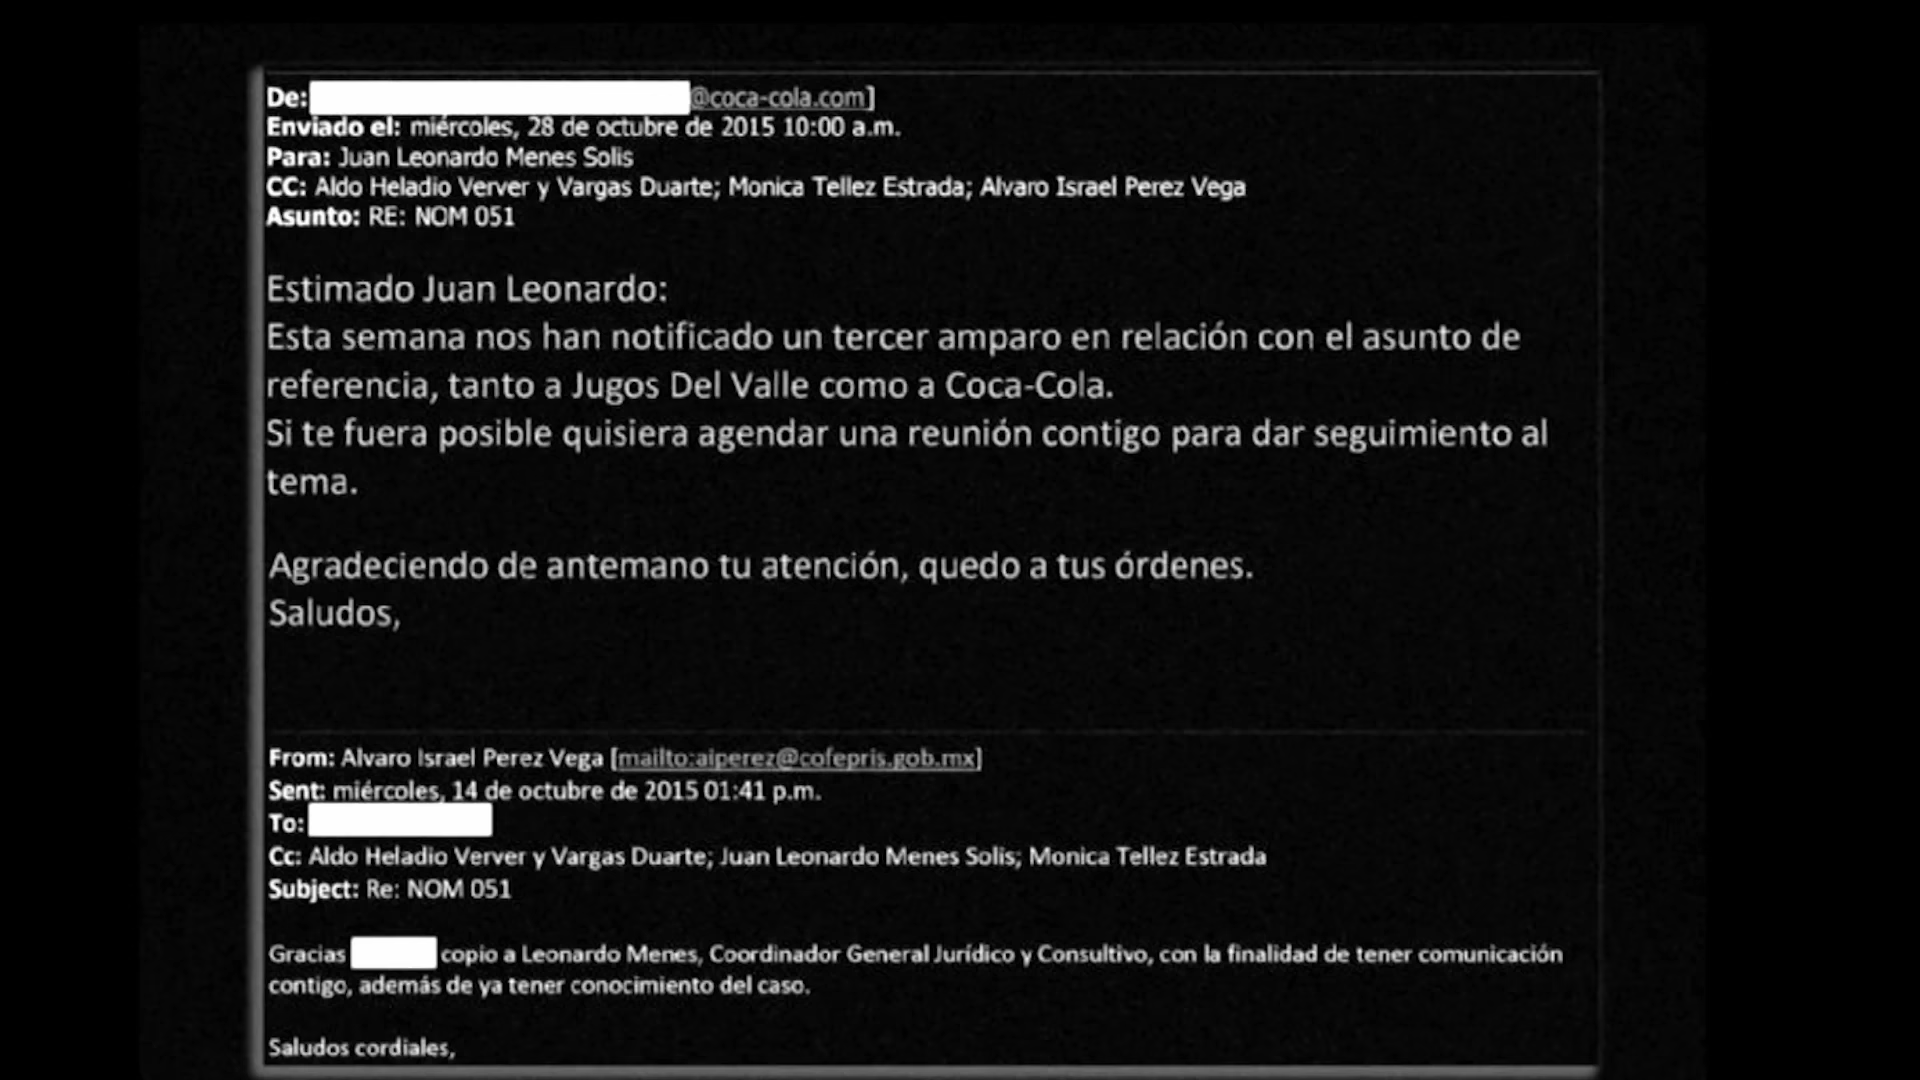 De: @coca-cola.com]
Enviado el: miércoles, 28 de octubre de 2015 10:00 a.m.
Para: Juan Leonardo Menes Solis
CC: Aldo Heladio Verver y Vargas Duarte; Monica Tellez Estrada; Alvaro Israel Perez Vega
Asunto: RE: NOM 051
Estimado Juan Leonardo:
Esta semana nos han notificado un tercer amparo en relación con el asunto de
referencia, tanto a Jugos Del Valle como a Coca-Cola.
Si te fuera posible quisiera agendar una reunión contigo para dar seguimiento al
tema.
Agradeciendo de antemano tu atención, quedo a tus órdenes.
Saludos,
From: Alvaro Israel Perez Vega [mailto:aiperez@cofepris.gob.mx]
Sent: miércoles, 14 de octubre de 2015 01:41 p.m.
To:
Cc: Aldo Heladio Verver y Vargas Duarte; Juan Leonardo Menes Solis; Monica Tellez Estrada
Subject: Re: NOM 051
Gracias copio a Leonardo Menes, Coordinador General Jurídico y Consultivo, con la finalidad de tener comunicación
contigo, además de ya tener conocimiento del caso.
Saludos cordiales,